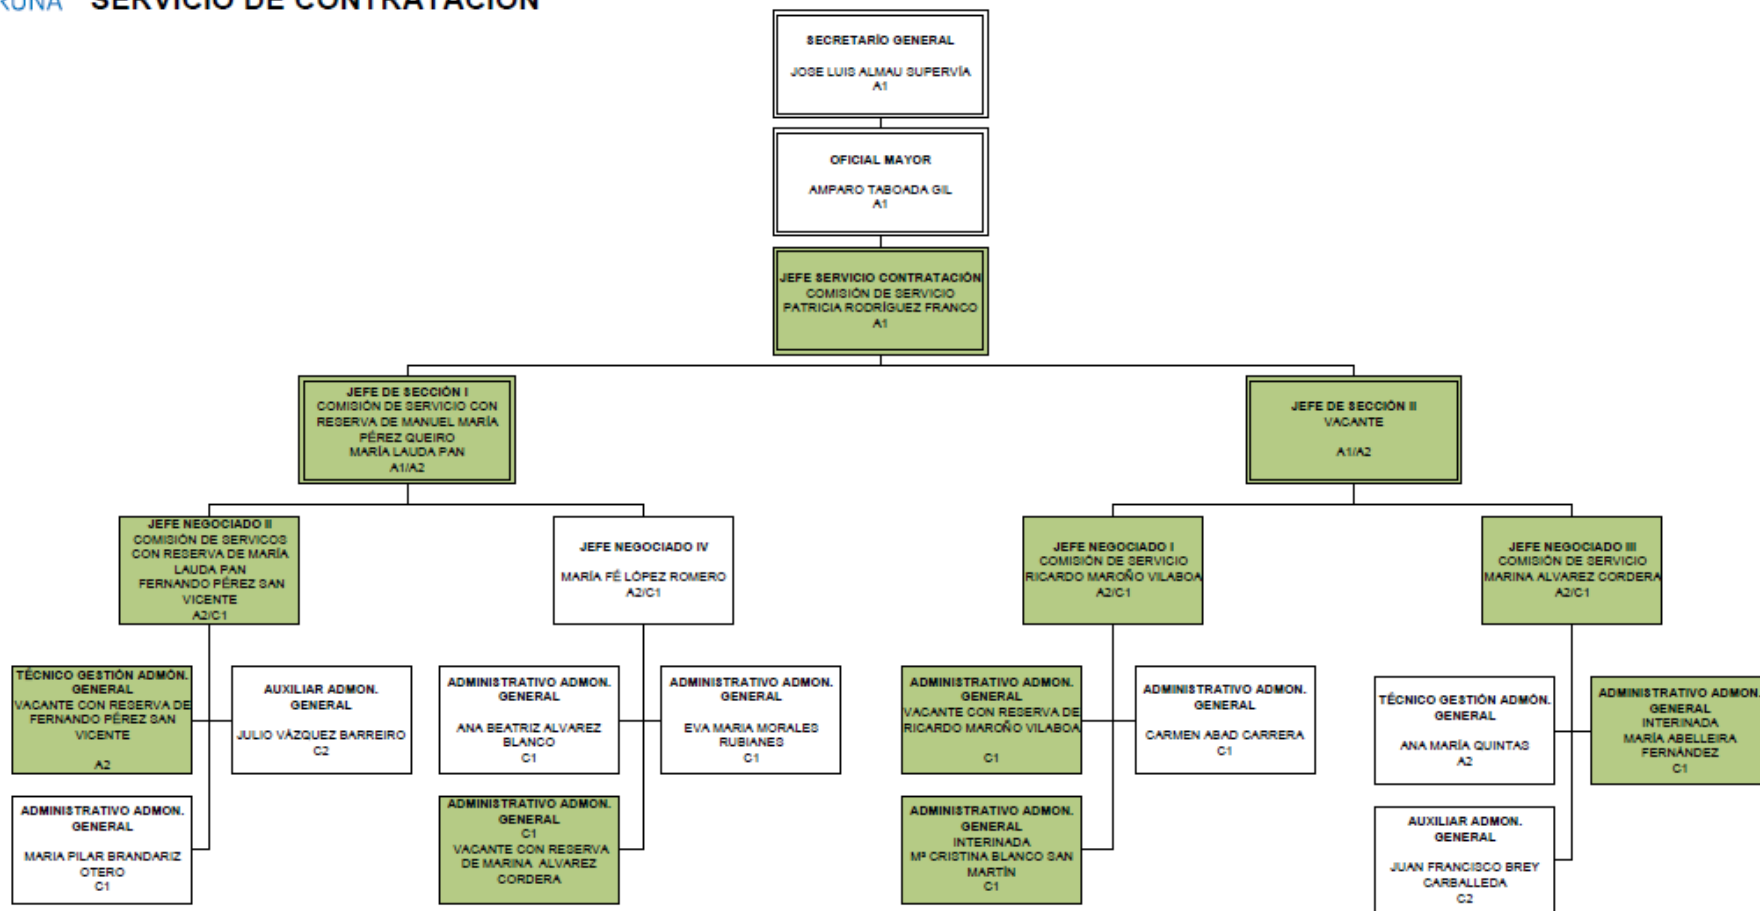 SERVICIO DE CONTRATACIÓN
SECRETARÍO GENERAL
JOSE LUIS ALMAU SUPERVÍA
A1
OFICIAL MAYOR
AMPARO TABOADA GIL
A1
JEFE SERVICIO CONTRATACIÓN
COMISIÓN DE SERVICIO
PATRICIA RODRÍGUEZ FRANCO
A1
JEFE DE SECCIÓN I
COMISIÓN DE SERVICIO CON
RESERVA DE MANUEL MARÍA
PÉREZ QUEIRO
MARÍA LAUDA PAN
A1/A2
JEFE DE SECCIÓN II
VACANTE
A1/A2
JEFE NEGOCIADO II
COMISIÓN DE SERVICOS
CON RESERVA DE MARÍA
LAUDA PAN
FERNANDO PÉREZ SAN
VICENTE
A2/C1
JEFE NEGOCIADO IV
MARÍA FÉ LÓPEZ ROMERO
A2/C1
JEFE NEGOCIADO I
COMISIÓN DE SERVICIO
RICARDO MAROÑO VILABOA
A2/C1
JEFE NEGOCIADO III
COMISIÓN DE SERVICIO
MARINA ALVAREZ CORDERA
A2/C1
TÉCNICO GESTIÓN ADMÓN.
GENERAL
VACANTE CON RESERVA DE
FERNANDO PÉREZ SAN
VICENTE
A2
AUXILIAR ADMON.
GENERAL
JULIO VÁZQUEZ BARREIRO
C2
ADMINISTRATIVO ADMON.
GENERAL
ANA BEATRIZ ALVAREZ
BLANCO
C1
ADMINISTRATIVO ADMON.
GENERAL
EVA MARIA MORALES
RUBIANES
C1
ADMINISTRATIVO ADMON.
GENERAL
VACANTE CON RESERVA DE
RICARDO MAROÑO VILABOA
C1
ADMINISTRATIVO ADMON.
GENERAL
CARMEN ABAD CARRERA
C1
TÉCNICO GESTIÓN ADMÓN.
GENERAL
ANA MARÍA QUINTAS
A2
ADMINISTRATIVO ADMON.
GENERAL
INTERINADA
MARÍA ABELLEIRA
FERNÁNDEZ
C1
ADMINISTRATIVO ADMON.
GENERAL
MARIA PILAR BRANDARIZ
OTERO
C1
ADMINISTRATIVO ADMON.
GENERAL
C1
VACANTE CON RESERVA
DE MARINA ALVAREZ
CORDERA
ADMINISTRATIVO ADMON.
GENERAL
INTERINADA
Mª CRISTINA BLANCO SAN
MARTÍN
C1
AUXILIAR ADMON.
GENERAL
JUAN FRANCISCO BREY
CARBALLEDA
C2